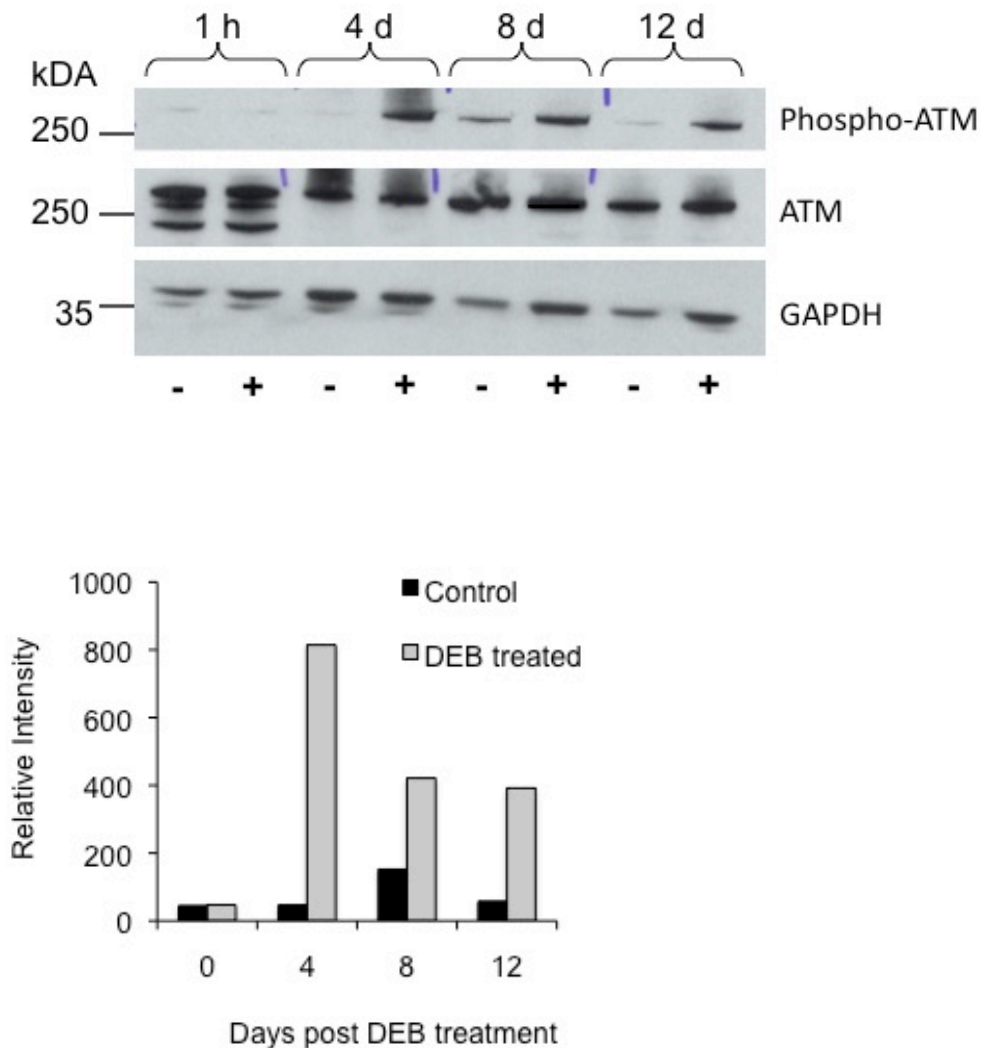 1 h 4 d 8 d 12 d
kDA
250 Phospho-ATM
250 ATM
35 GAPDH
- + - + - + - +
1000
Control
800
DEB treated
600
400
200
0
Relative Intensity
0 4 8 12
Days post DEB treatment